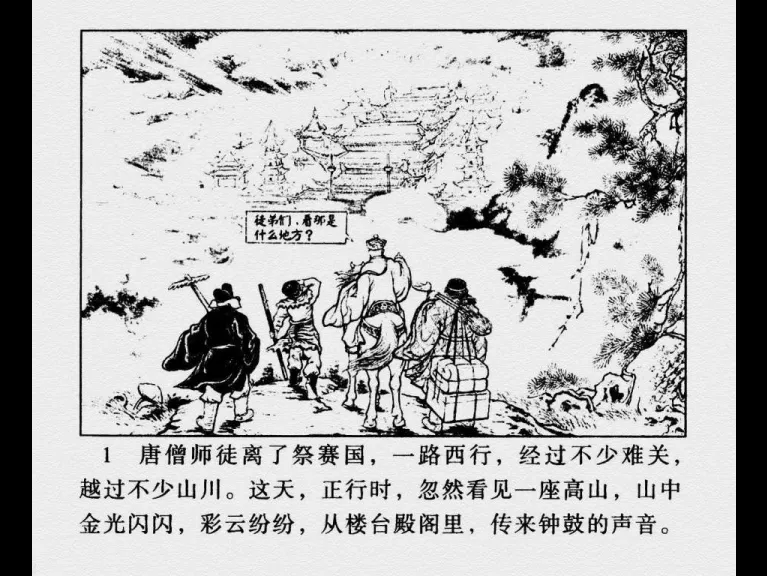 徒弟们、看那是
什么地方?
1 唐僧师徒离了祭赛国，一路西行，经过不少难关，
越过不少山川。这天，正行时，忽然看见一座高山，山中
金光闪闪，彩云纷纷，从楼台殿阁里，传来钟鼓的声音。